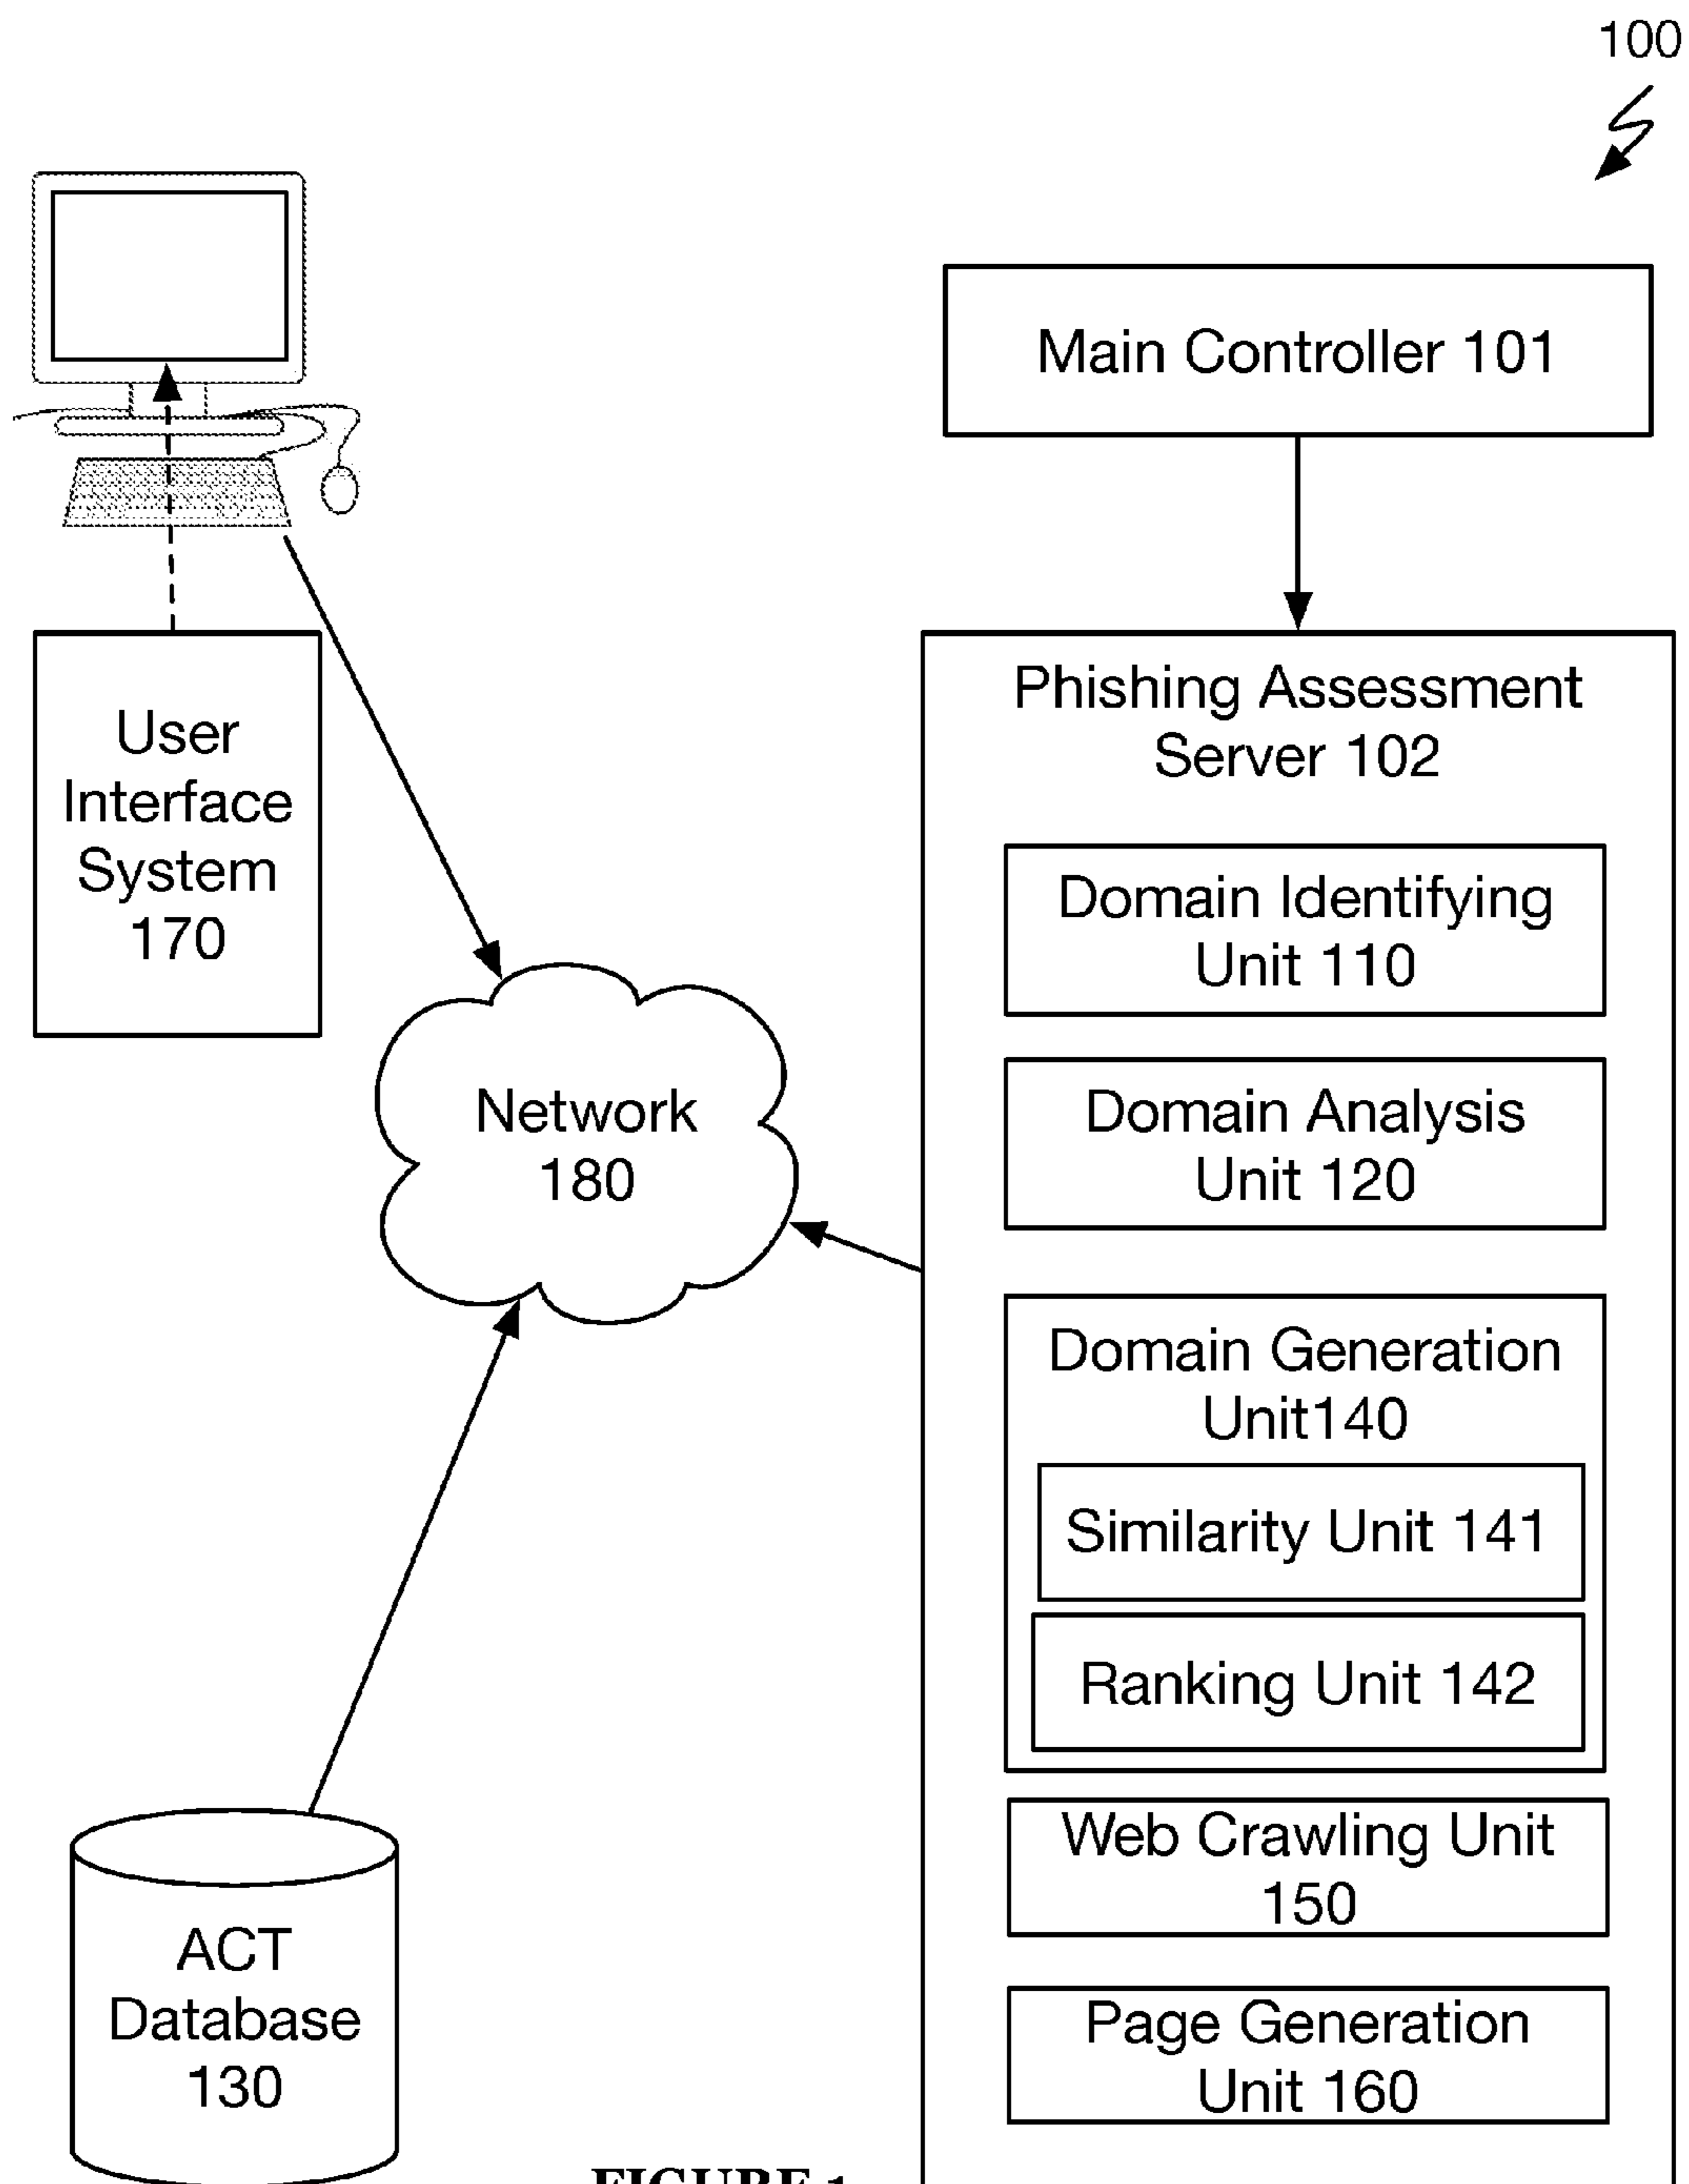 100
Main Controller 101
Phishing Assessment
Server 102
User
Interface
System
170
Domain Identifying
Unit 110
Network
180
Domain Analysis
Unit 120
Domain Generation
Unit140
Similarity Unit 141
Ranking Unit 142
Web Crawling Unit
150
ACT
Database
130
Page Generation
Unit 160
FIGURE 1